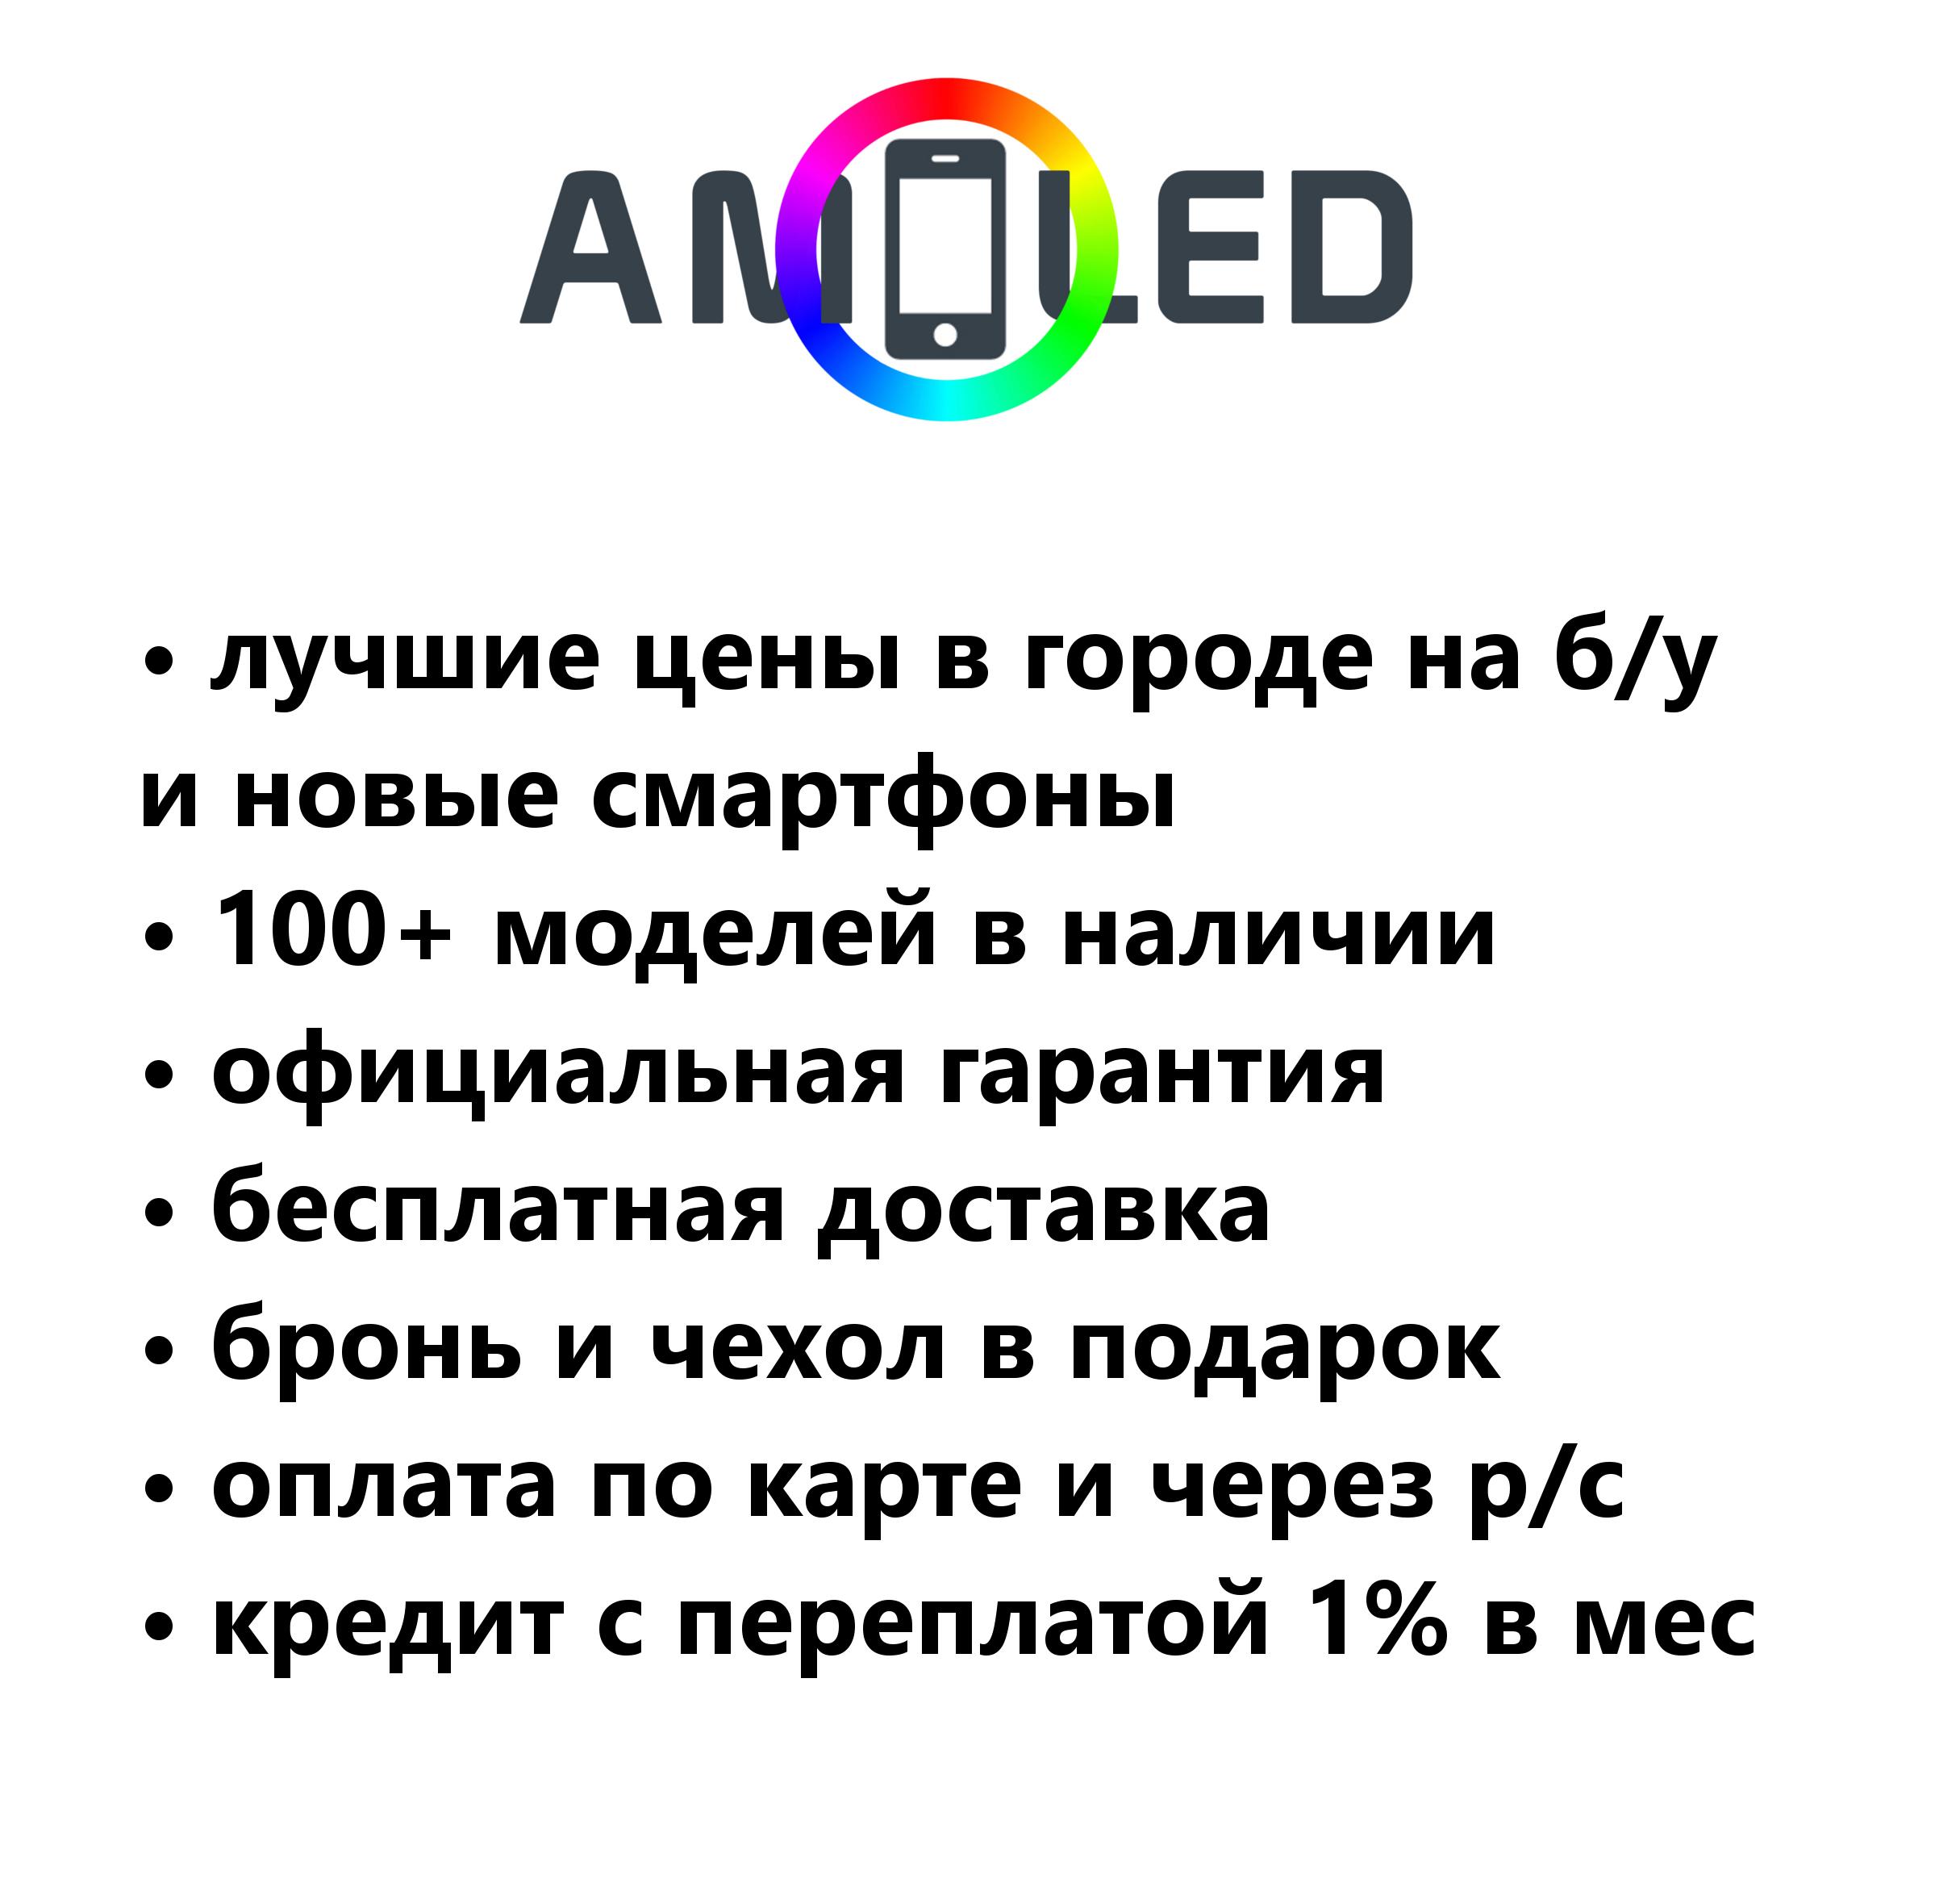 AMOLED
• лучшие цены в городе на б/у
и новые смартфоны
• 100+ моделей в наличии
• официальная гарантия
• бесплатная доставка
• бронь и чехол в подарок
• оплата по карте и через р/с
• кредит с переплатой 1% в мес